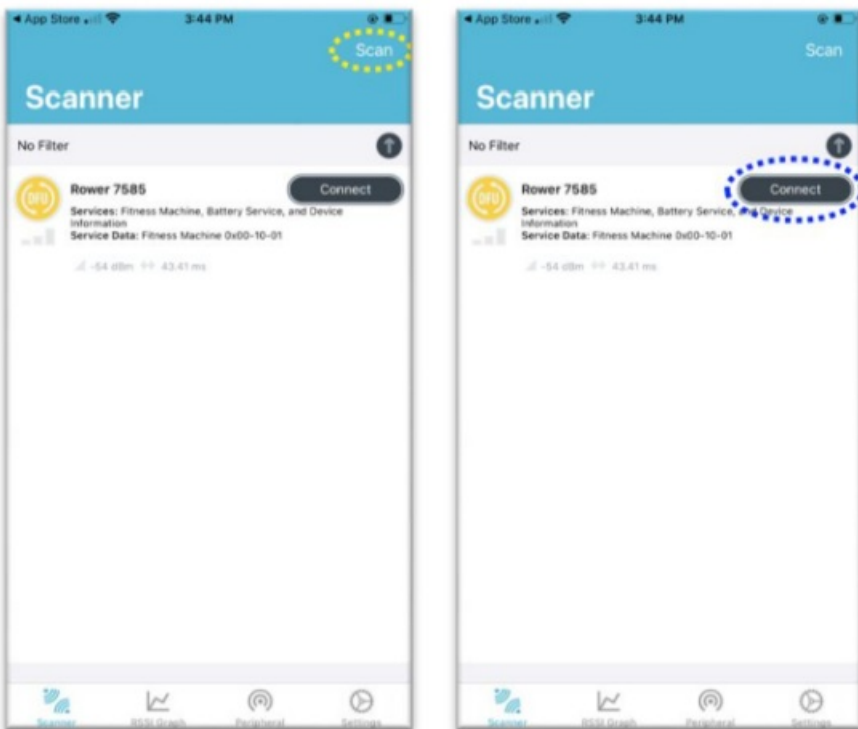 App Store 3:44 PM
Scan
Scanner
No Filter
DFU
Rower 7585
Connect
Services: Fitness Machine, Battery Service, and Device
Information
Service Data: Fitness Machine 0x00-10-01
-54 dBm 43.41 ms
Scanner RSSI Graph Peripheral Settings
App Store 3:44 PM
Scan
Scanner
No Filter
DFU
Rower 7585
Connect
Services: Fitness Machine, Battery Service, and Device
Information
Service Data: Fitness Machine 0x00-10-01
-54 dBm 43.41 ms
Scanner RSSI Graph Peripheral Settings